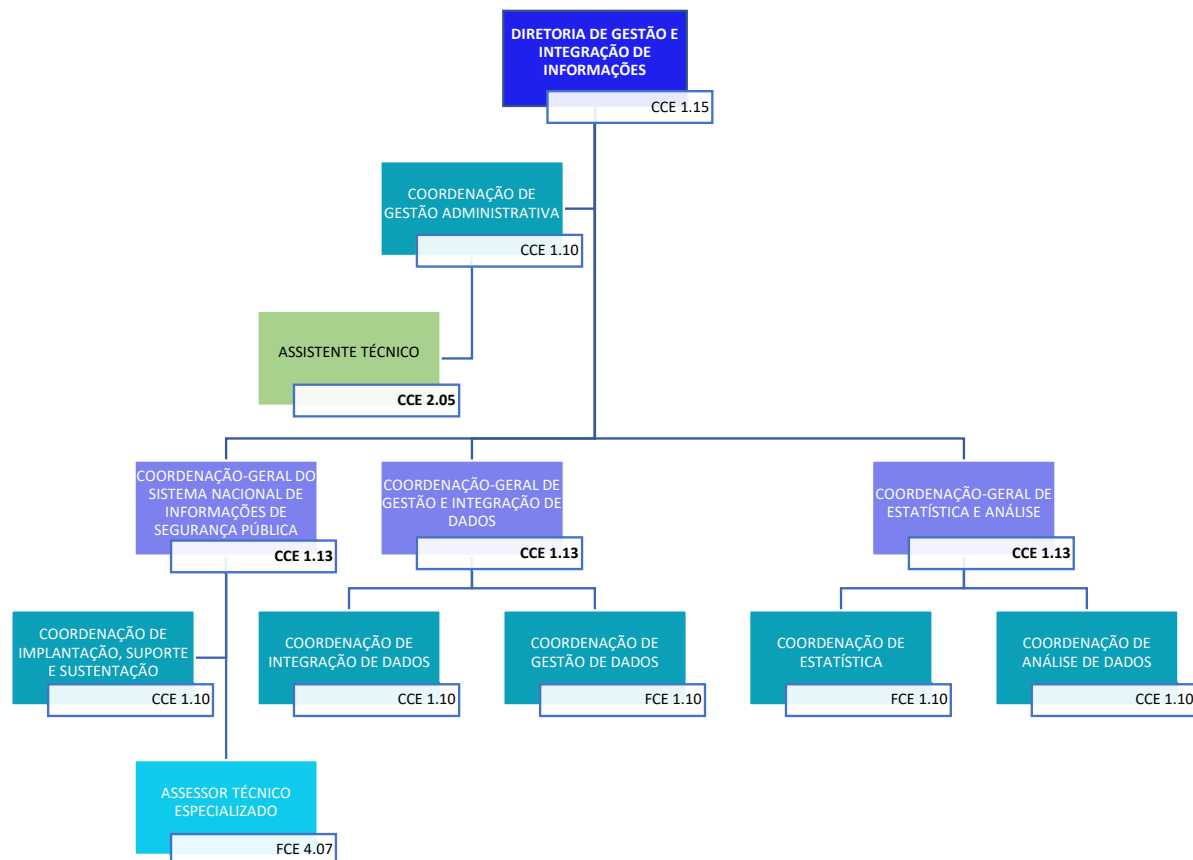 DIRETORIA DE GESTÃO E
INTEGRAÇÃO DE
INFORMAÇÕES
CCE 1.15
COORDENAÇÃO DE
GESTÃO ADMINISTRATIVA
CCE 1.10
ASSISTENTE TÉCNICO
CCE 2.05
COORDENAÇÃO-GERAL DO
SISTEMA NACIONAL DE
INFORMAÇÕES DE
SEGURANÇA PÚBLICA
CCE 1.13
COORDENAÇÃO-GERAL DE
GESTÃO E INTEGRAÇÃO DE
DADOS
CCE 1.13
COORDENAÇÃO-GERAL DE
ESTATÍSTICA E ANÁLISE
CCE 1.13
COORDENAÇÃO DE
IMPLANTAÇÃO, SUPORTE
E SUSTENTAÇÃO
CCE 1.10
COORDENAÇÃO DE
INTEGRAÇÃO DE DADOS
CCE 1.10
COORDENAÇÃO DE
GESTÃO DE DADOS
FCE 1.10
COORDENAÇÃO DE
ESTATÍSTICA
FCE 1.10
COORDENAÇÃO DE
ANÁLISE DE DADOS
CCE 1.10
ASSESSOR TÉCNICO
ESPECIALIZADO
FCE 4.07